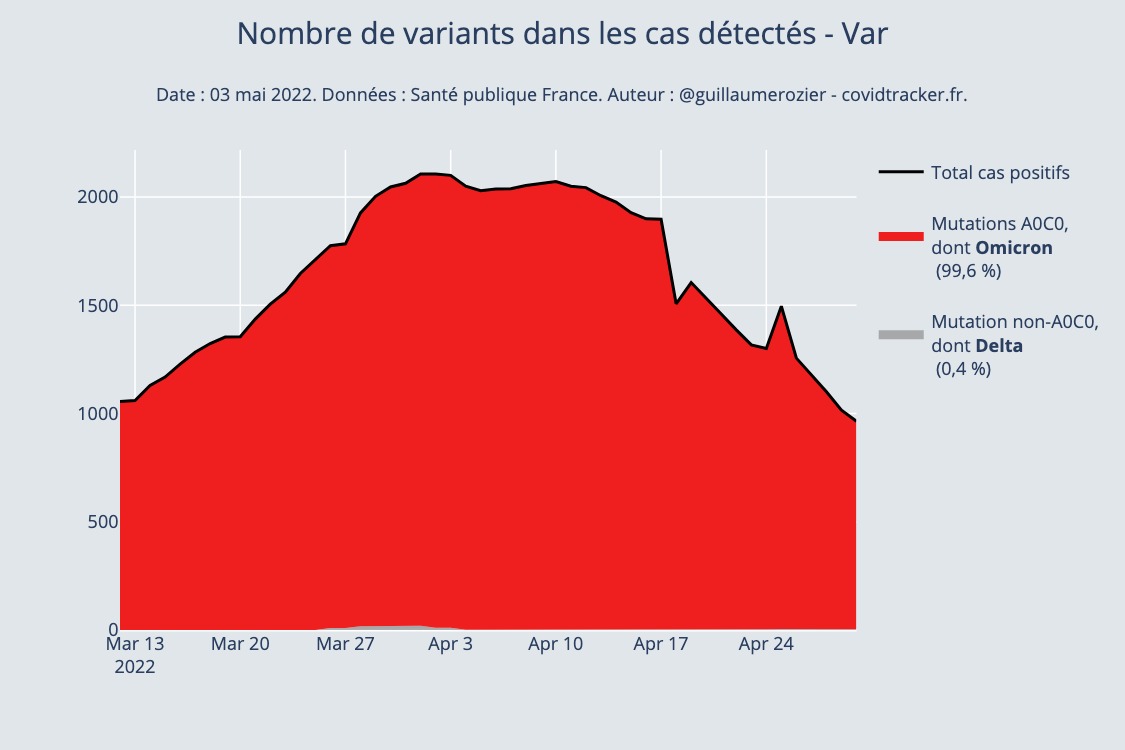 Nombre de variants dans les cas détectés - Var
Date : 03 mai 2022. Données : Santé publique France. Auteur : @guillaumerozier - covidtracker.fr.
Total cas positifs
Mutations A0C0,
dont Omicron
(99,6 %)
Mutation non-A0C0,
dont Delta
(0,4 %)
2000
1500
1000
500
0
Mar 13
2022
Mar 20
Mar 27
Apr 3
Apr 10
Apr 17
Apr 24